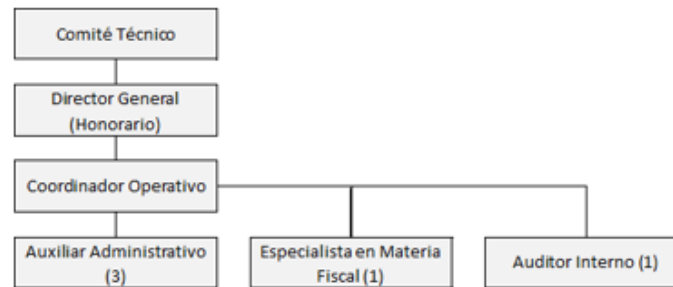 Comité Técnico
Director General
(Honorario)
Coordinador Operativo
Auxiliar Administrativo
(3)
Especialista en Materia
Fiscal (1)
Auditor Interno (1)